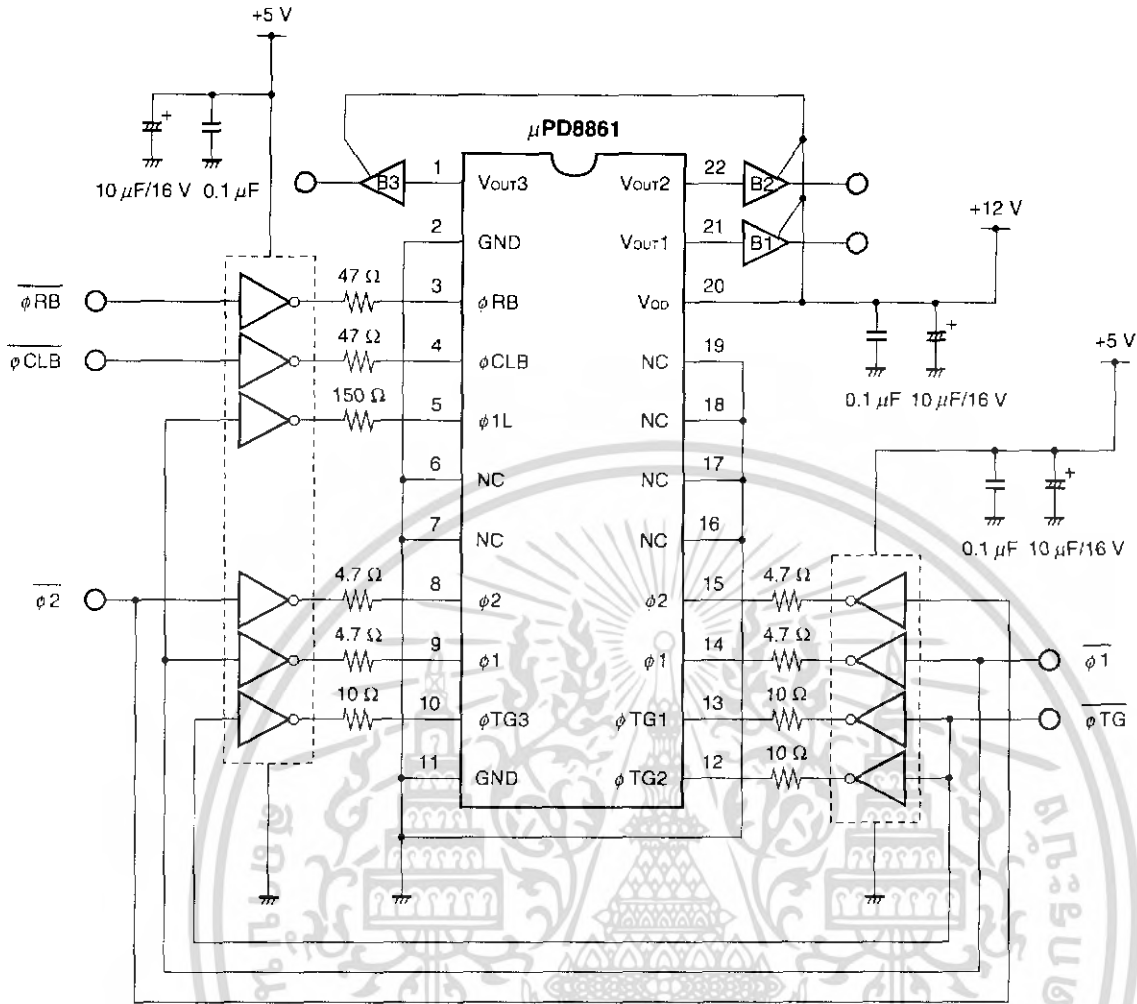 +5 V
μPD8861
10 μF/16 V 0.1 μF
B3 1 VOUT3 VOUT2 22 B2
2 GND VOUT1 21 B1
+12 V
φRB 47 Ω 3 φRB VOD 20
φCLB 47 Ω 4 φCLB NC 19
0.1 μF 10 μF/16 V
+5 V
150 Ω 5 φ1L NC 18
6 NC NC 17
7 NC NC 16
0.1 μF 10 μF/16 V
φ2 4.7 Ω 8 φ2 φ2 15 4.7 Ω
4.7 Ω 9 φ1 φ1 14 4.7 Ω φ1
10 Ω 10 φTG3 φTG1 13 10 Ω φTG
11 GND φTG2 12 10 Ω